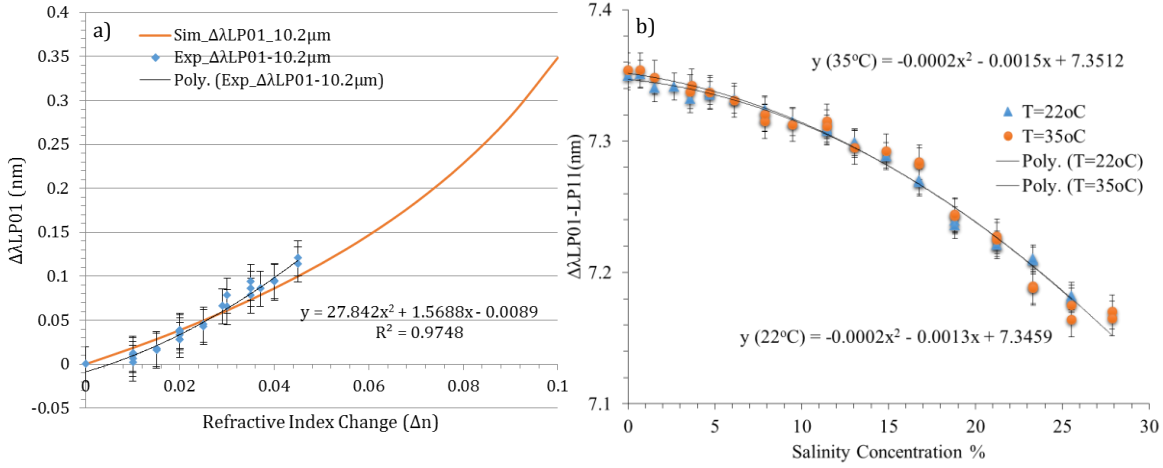 a)
Sim_ΔλLP01_10.2μm
Exp_ΔλLP01-10.2μm
Poly. (Exp_ΔλLP01-10.2μm)
0.4
0.35
0.3
0.25
0.2
0.15
0.1
0.05
0
-0.05
ΔλLP01 (nm)
y = 27.842x² + 1.5688x - 0.0089
R² = 0.9748
0
0.02
0.04
0.06
0.08
0.1
Refractive Index Change (Δn)
b)
7.4
7.3
7.2
7.1
ΔλLP01-LP11(nm)
y (35°C) = -0.0002x² - 0.0015x + 7.3512
T=22oC
T=35oC
Poly. (T=22oC)
Poly. (T=35oC)
y (22°C) = -0.0002x² - 0.0013x + 7.3459
0
5
10
15
20
25
30
Salinity Concentration %